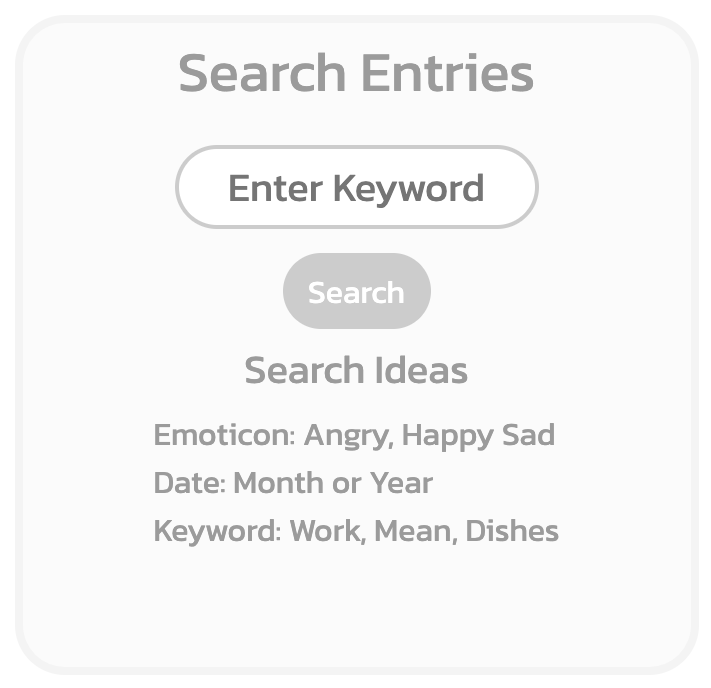 Search Entries
Enter Keyword
Search
Search Ideas
Emoticon: Angry, Happy Sad
Date: Month or Year
Keyword: Work, Mean, Dishes